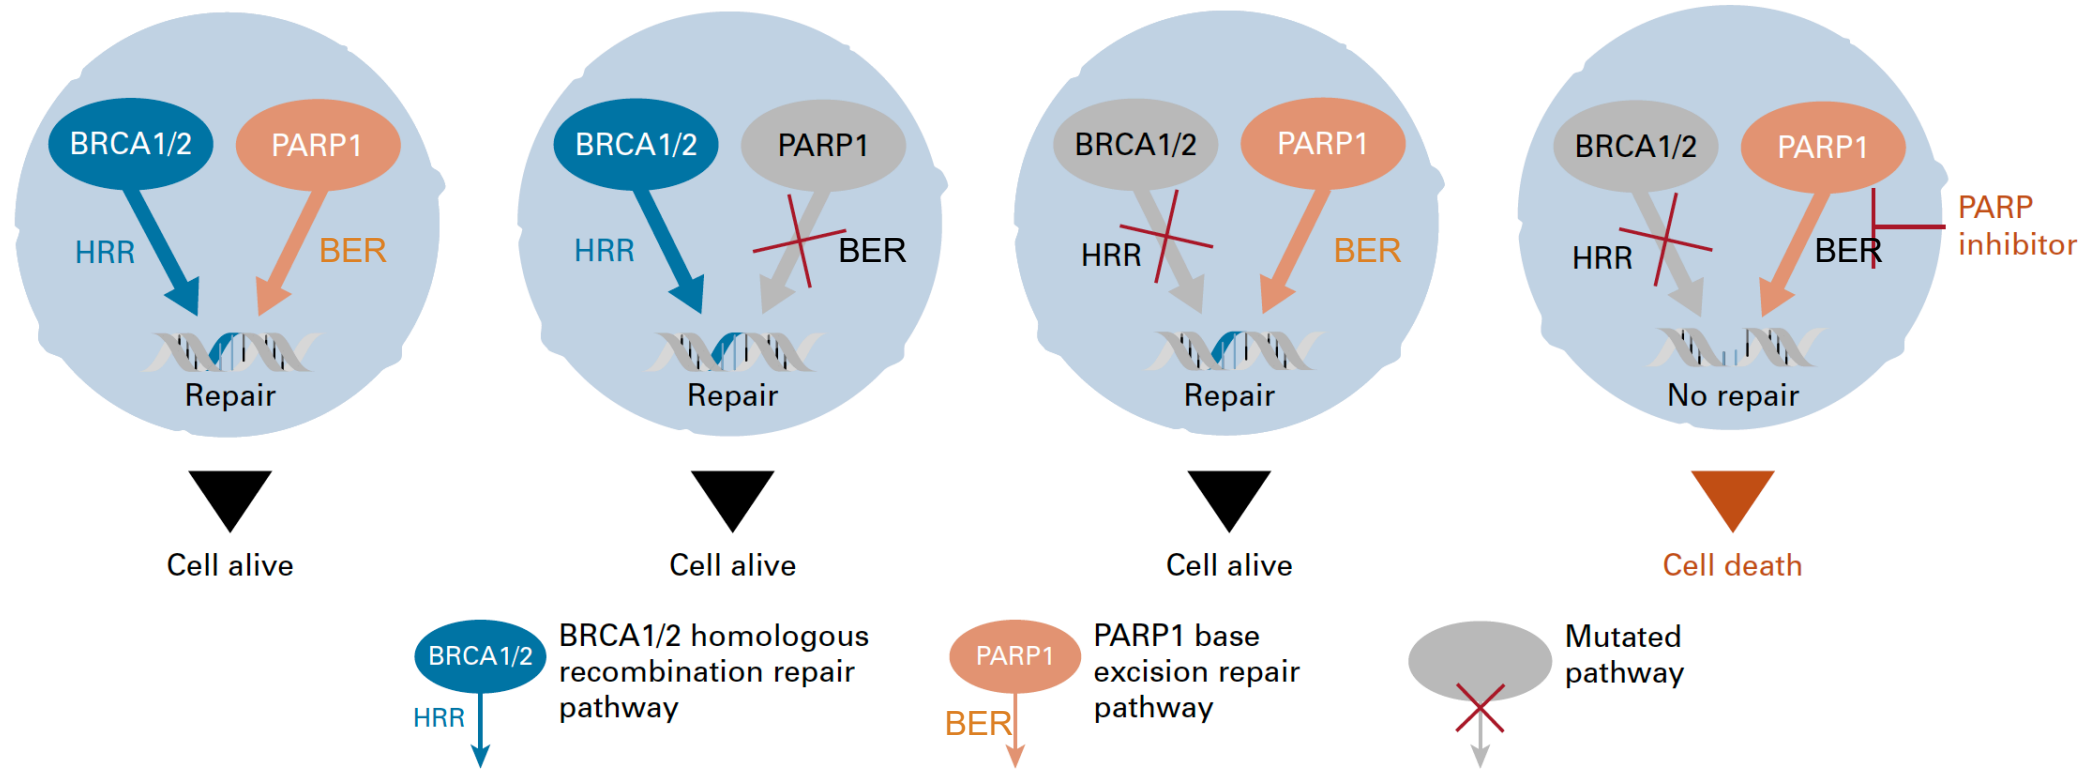 BRCA1/2
PARP1
HRR
BER
Repair
Cell alive
BRCA1/2
PARP1
HRR
BER
Repair
Cell alive
BRCA1/2
PARP1
HRR
BER
Repair
Cell alive
BRCA1/2
PARP1
HRR
BER
PARP
inhibitor
No repair
Cell death
BRCA1/2
HRR
BRCA1/2 homologous
recombination repair
pathway
PARP1
BER
PARP1 base
excision repair
pathway
Mutated
pathway